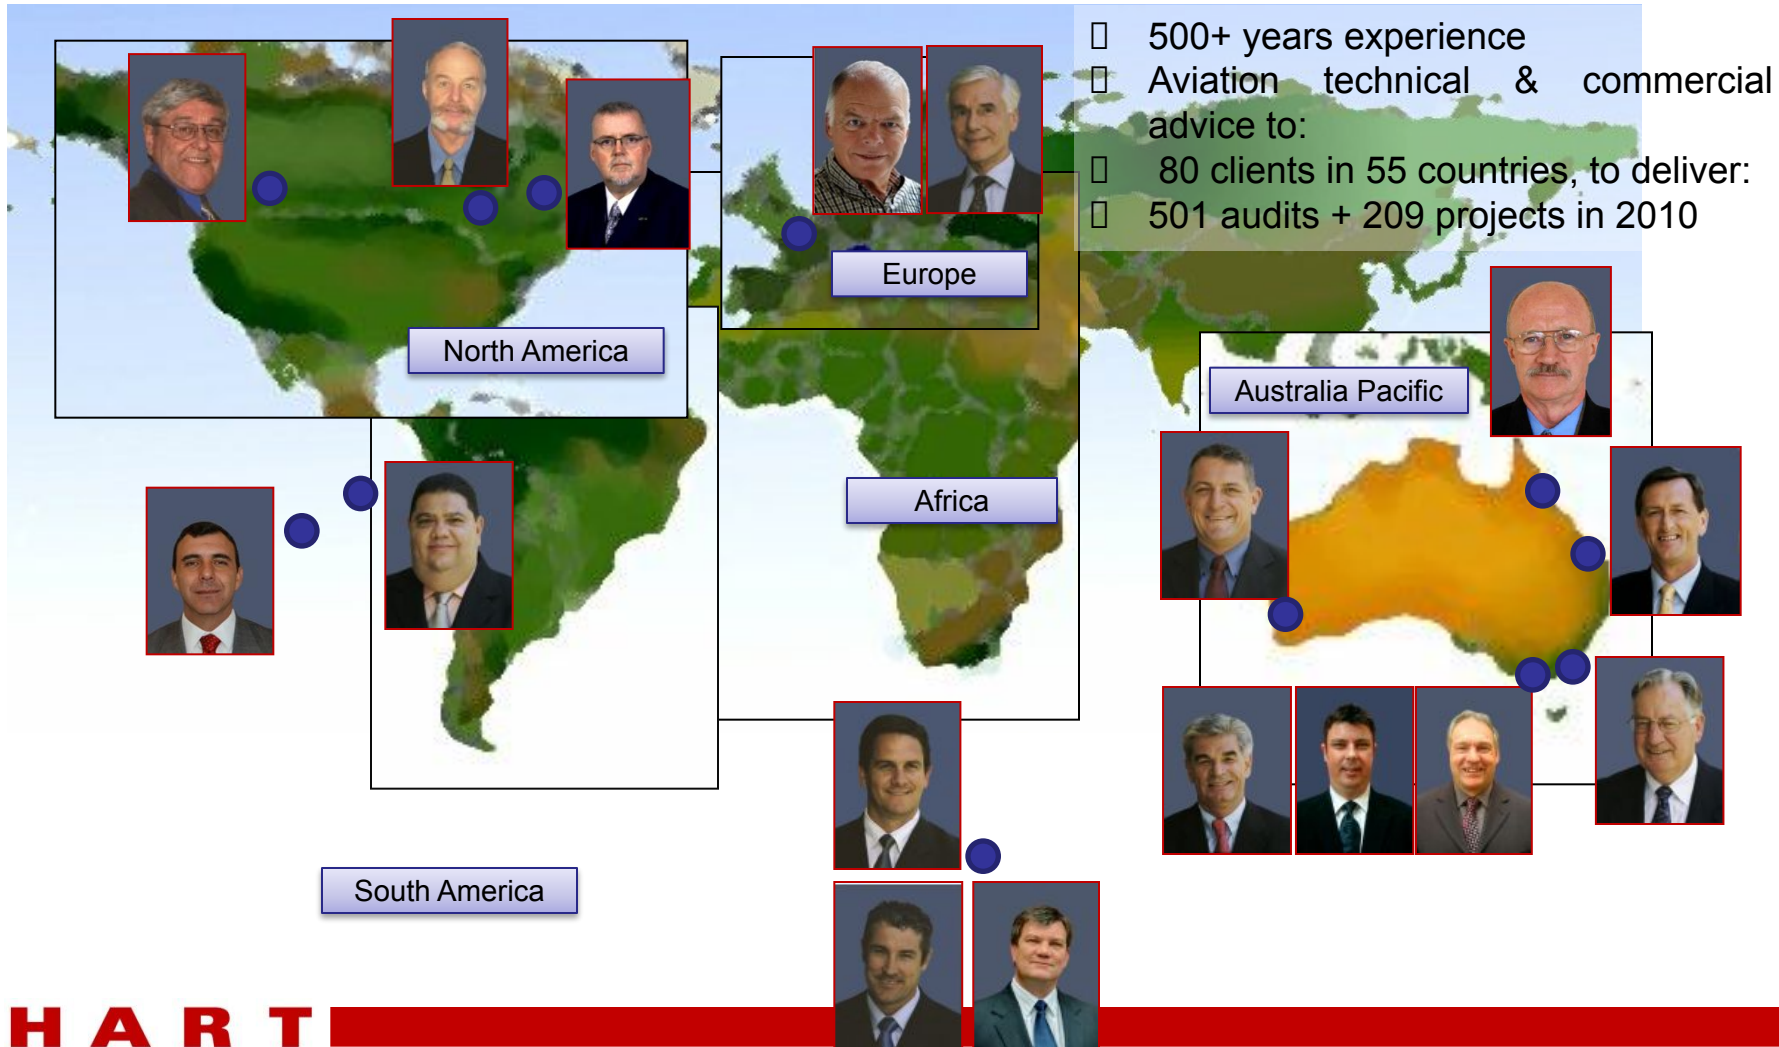 500+ years experience
Aviation technical & commercial
advice to:
80 clients in 55 countries, to deliver:
501 audits + 209 projects in 2010
Europe
North America
Australia Pacific
Africa
South America
HART